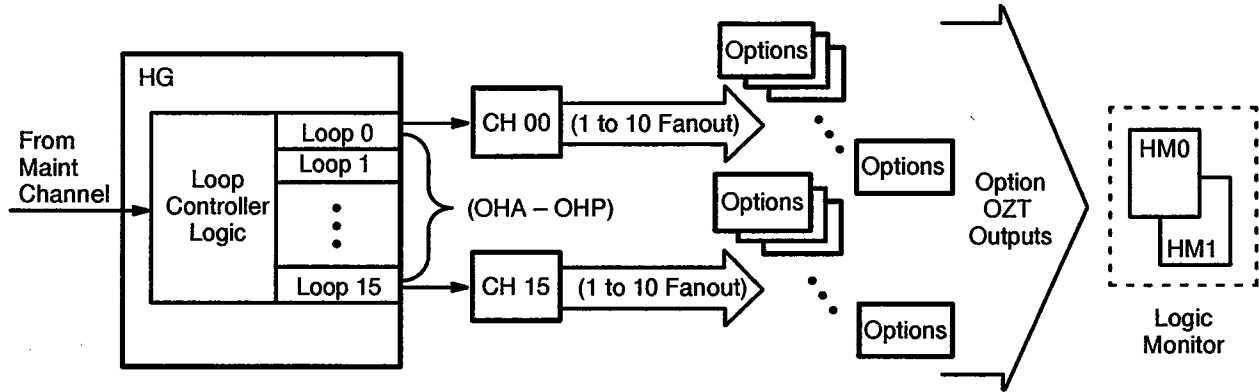 From
Maint
Channel
HG
Loop
Controller
Logic
Loop 0
Loop 1
Loop 15
(OHA – OHP)
CH 00
(1 to 10 Fanout)
CH 15
(1 to 10 Fanout)
Options
Options
Options
Options
Option
OZT
Outputs
HM0
HM1
Logic
Monitor